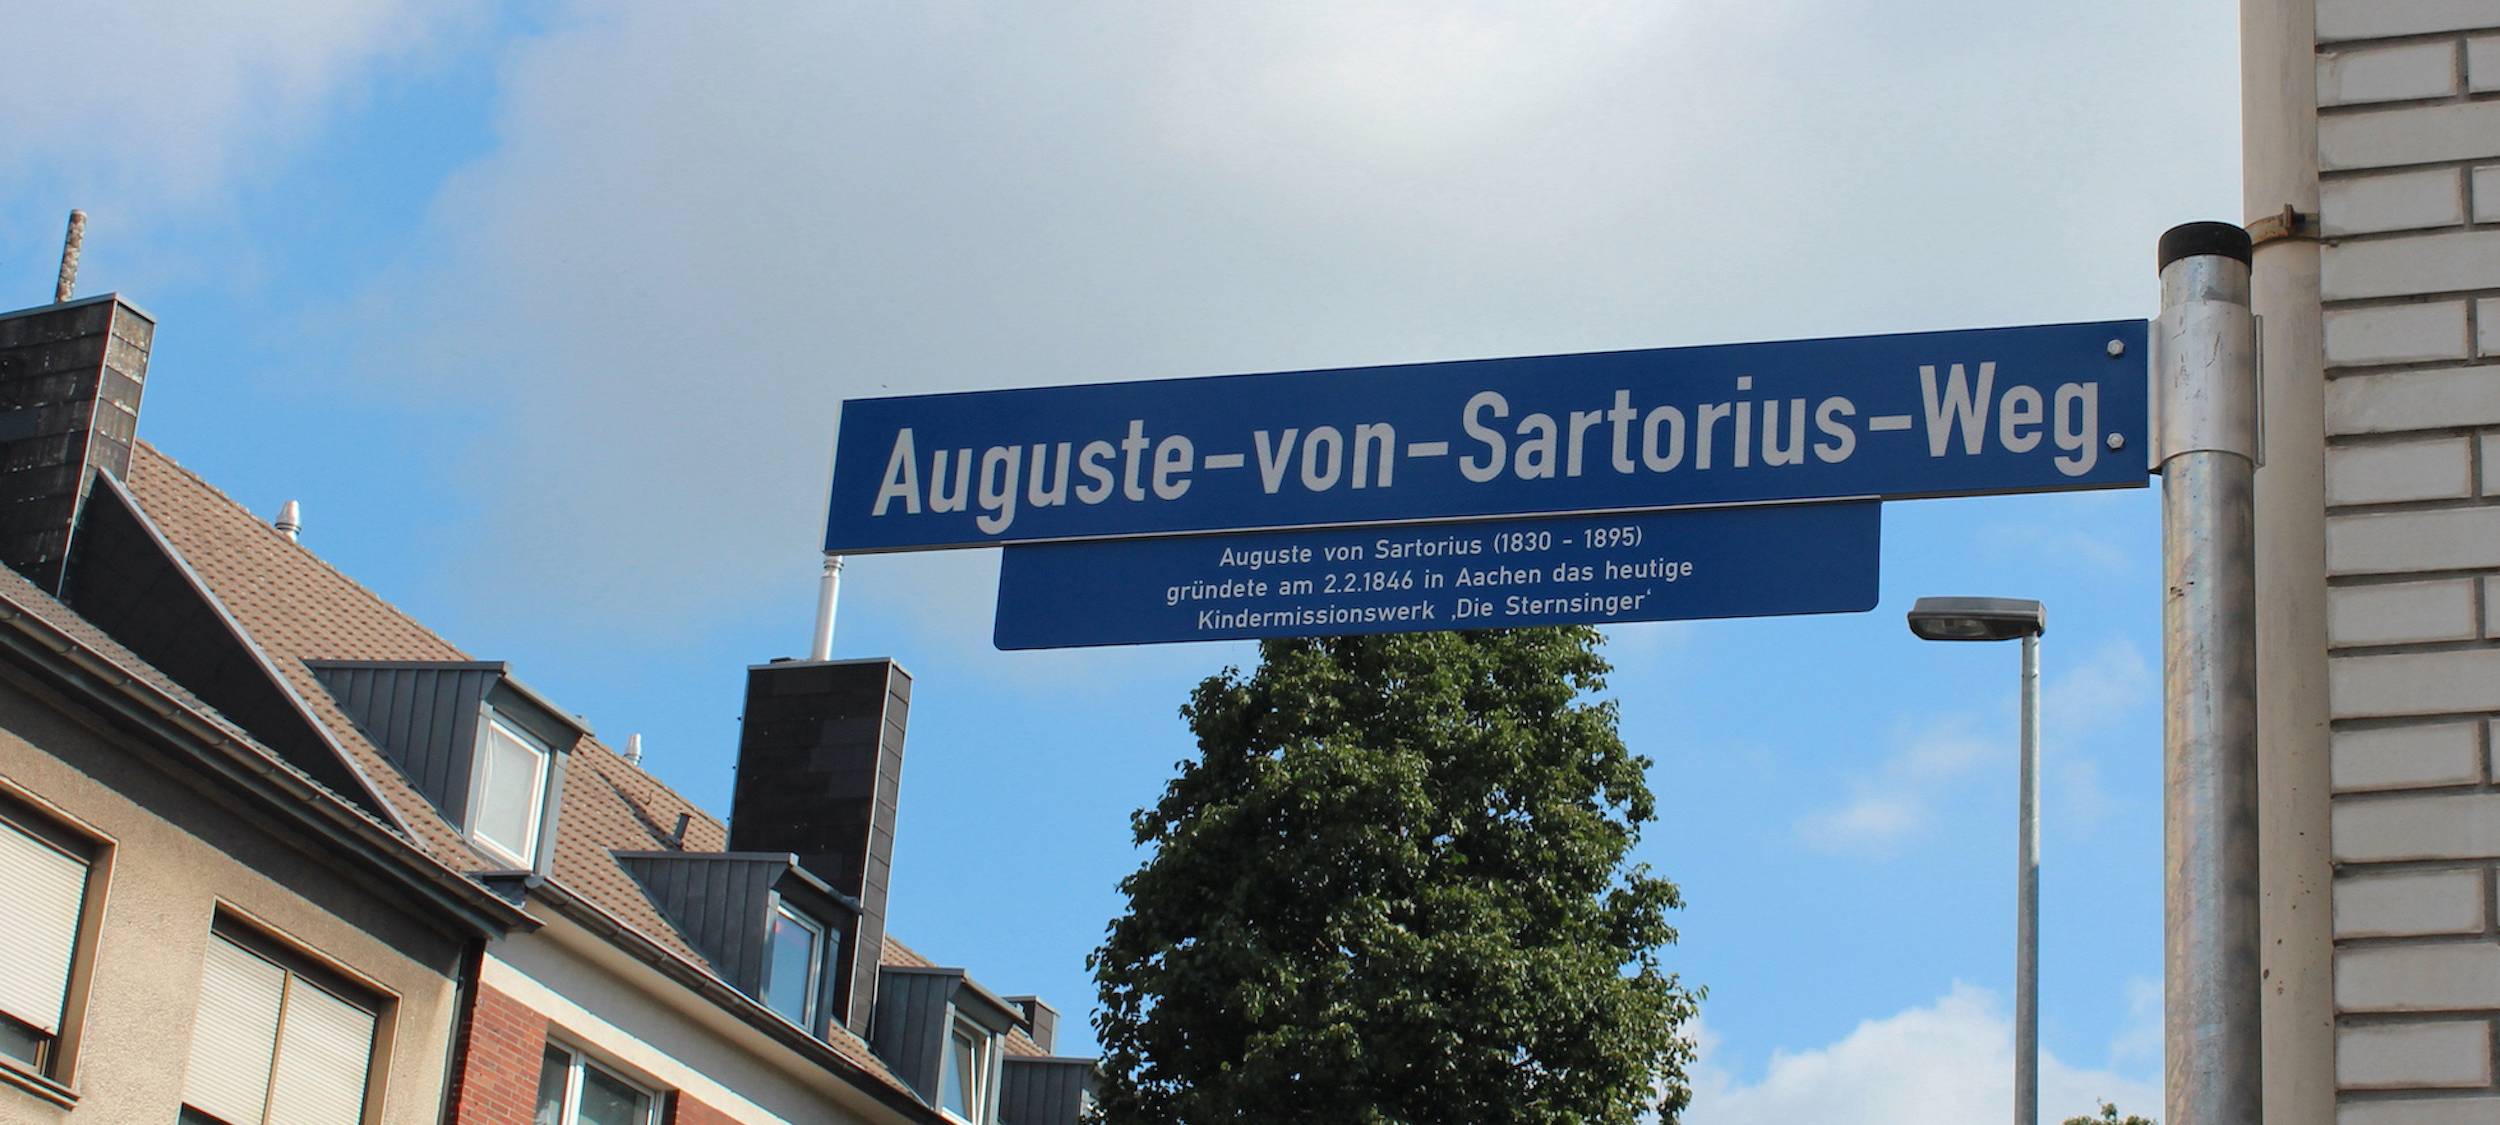 Auguste-von-Sartorius-Weg
Auguste von Sartorius (1830 - 1895)
gründete am 2.2.1846 in Aachen das heutige
Kindermissionswerk ‚Die Sternsinger‘